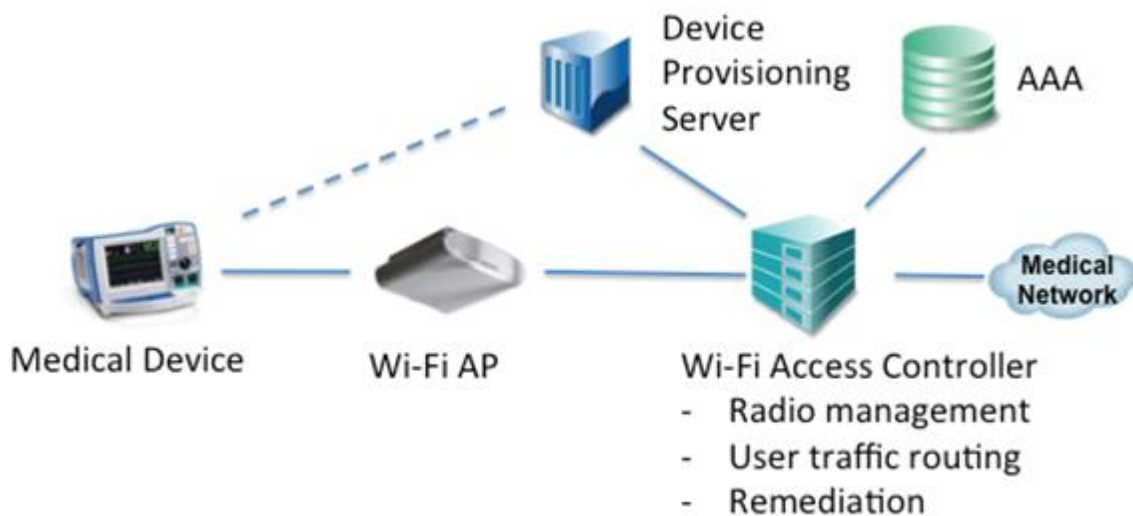 Device
Provisioning
Server
AAA
Medical Device
Wi-Fi AP
Wi-Fi Access Controller
- Radio management
- User traffic routing
- Remediation
Medical
Network